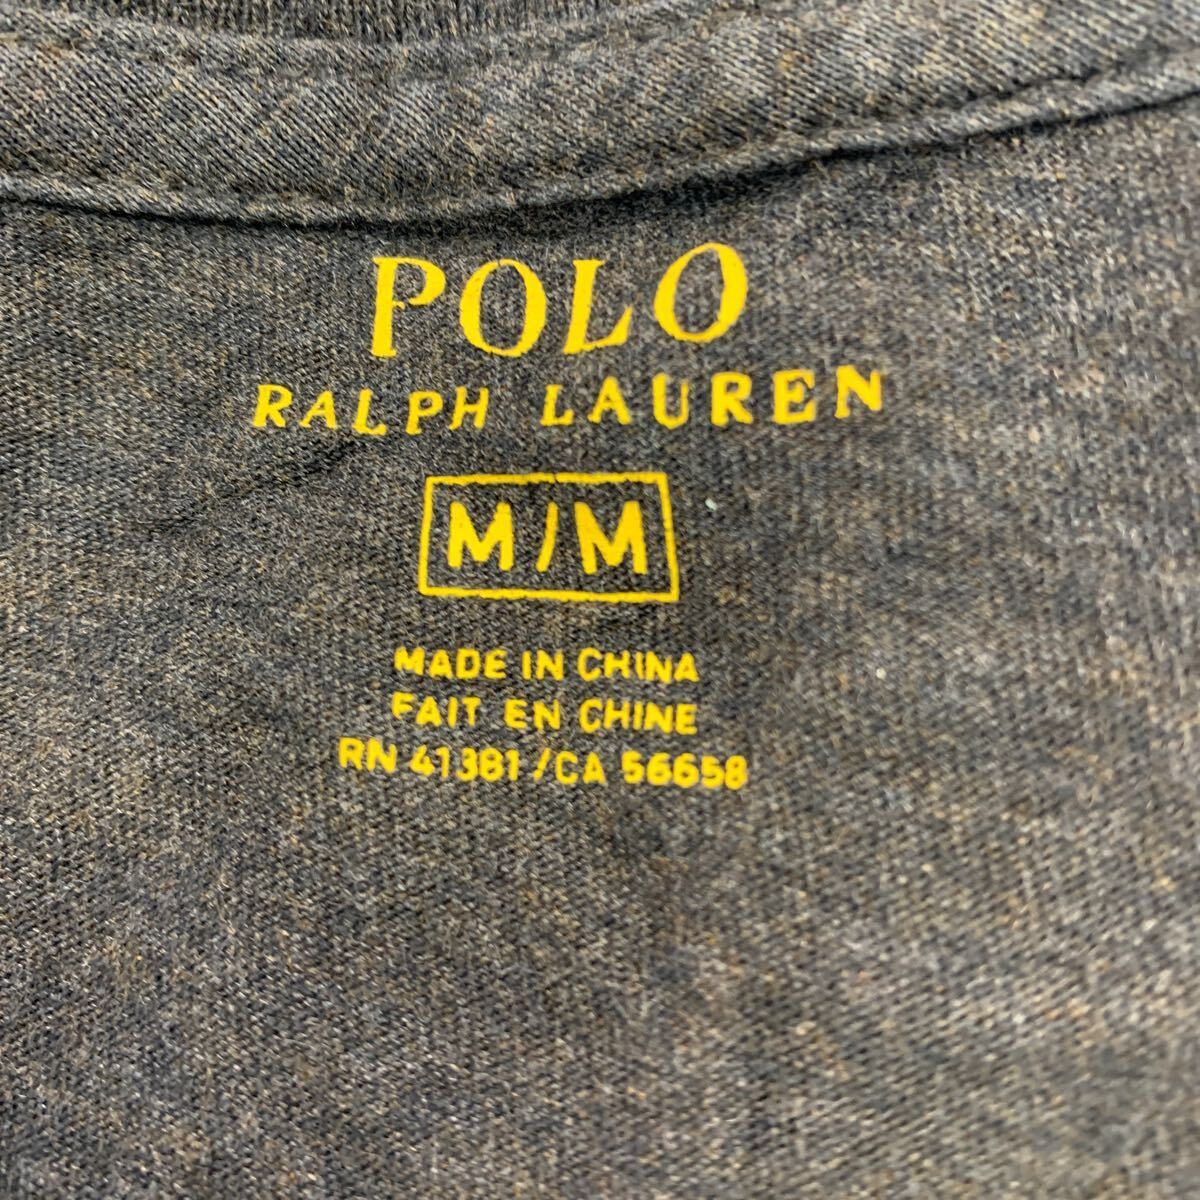 POLO
RALPH LAUREN
M/M
MADE IN CHINA
FAIT EN CHINE
RN 41381/CA 56658